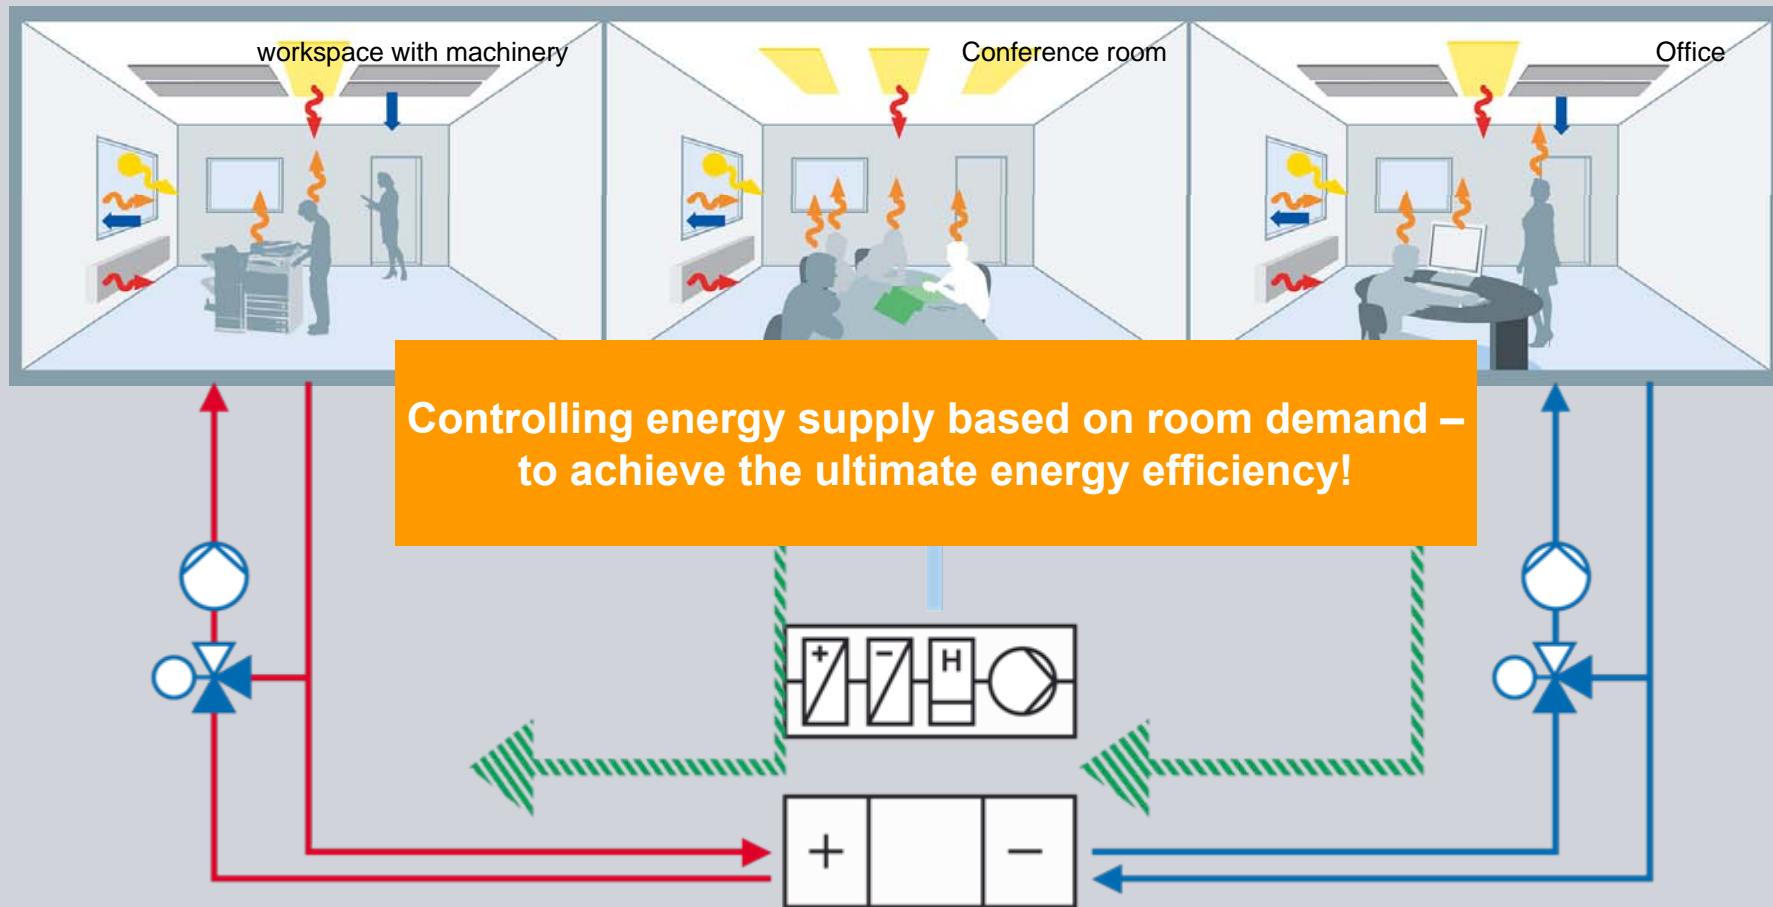 workspace with machinery
Conference room
Office
Controlling energy supply based on room demand –
to achieve the ultimate energy efficiency!
+
−
H
+
−